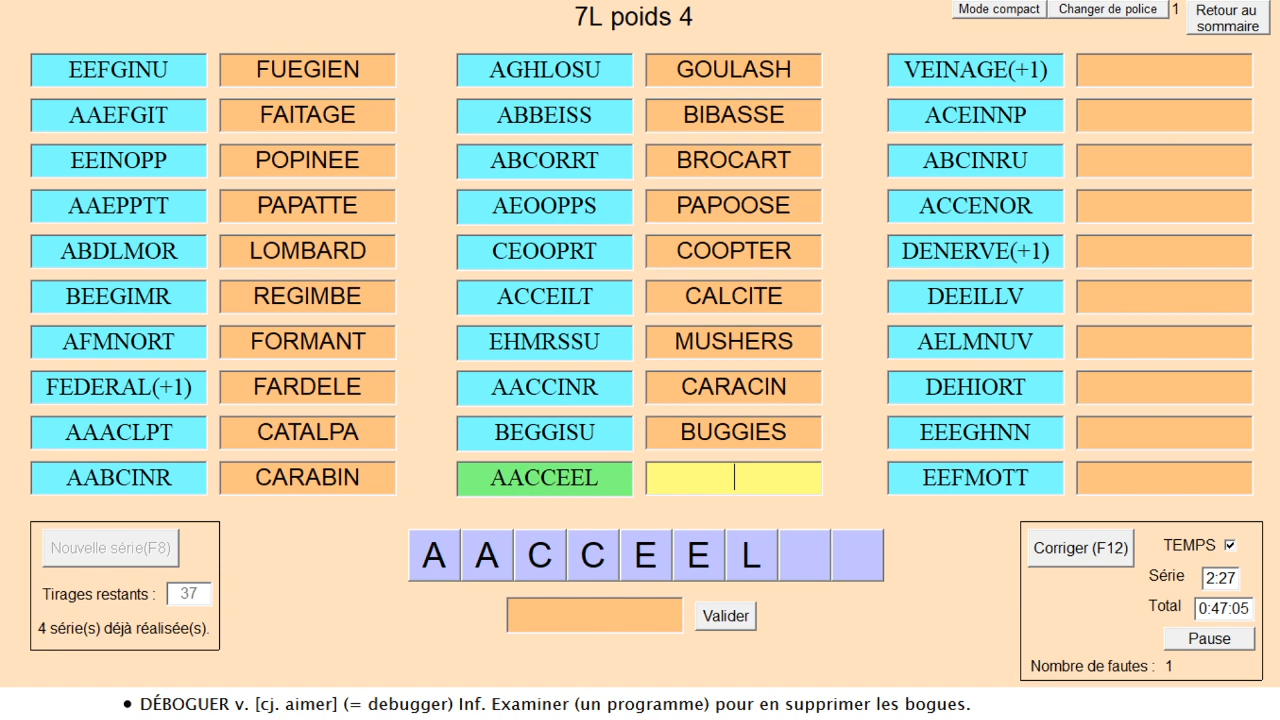 7L poids 4
Mode compact Changer de police 1 Retour au sommaire
EEFGINU FUEGIEN AGHLOSU GOULASH VEINAGE(+1)
AAEFGIT FAITAGE ABBEISS BIBASSE ACEINNP
EEINOPP POPINEE ABCORRT BROCART ABCINRU
AAEPPTT PAPATTE AEOOPPS PAPOOSE ACCENOR
ABDLMOR LOMBARD CEOOPRT COOPTER DENERVE(+1)
BEEGIMR REGIMBE ACCEILT CALCITE DEEILLV
AFMNORT FORMANT EHMRSSU MUSHERS AELMNUV
FEDERAL(+1) FARDELE AACCINR CARACIN DEHIORT
AAACLPT CATALPA BEGGISU BUGGIES EEEGHNN
AABCINR CARABIN AACCEEL EEFMOTT
Nouvelle série(F8)
Tirages restants : 37
4 série(s) déjà réalisée(s).
A A C C E E L
Valider
Corriger (F12) TEMPS
Série 2:27
Total 0:47:05
Pause
Nombre de fautes : 1
• DÉBOGUER v. [cj. aimer] (= debugger) Inf. Examiner (un programme) pour en supprimer les bogues.